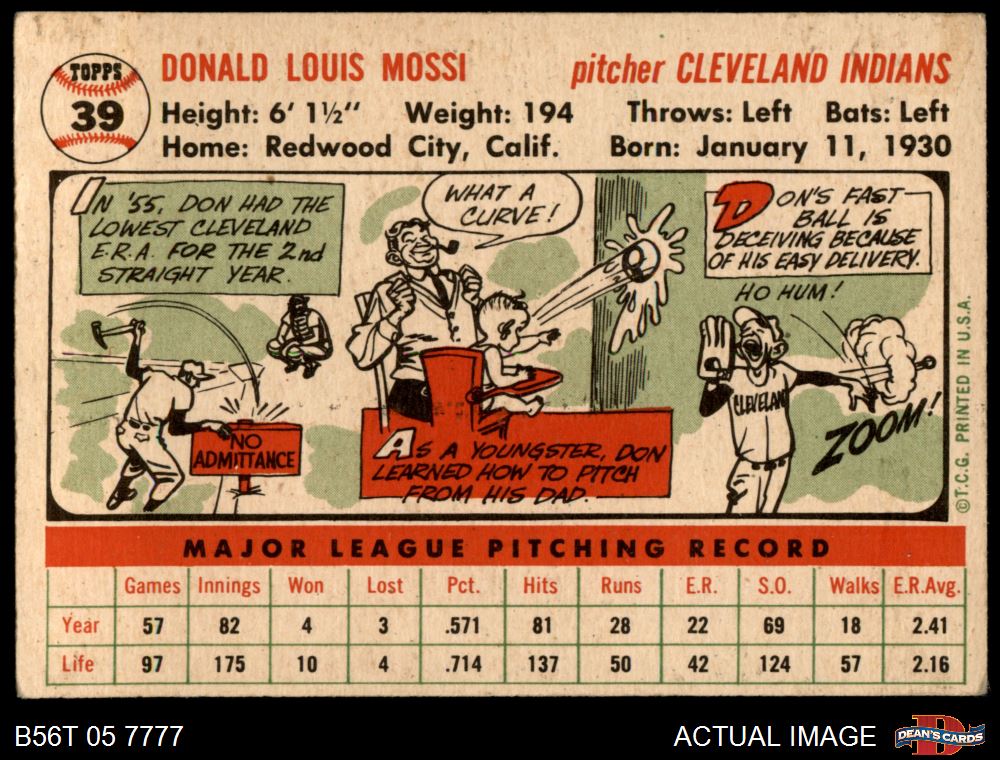 TOPPS
39
DONALD LOUIS MOSSI
pitcher CLEVELAND INDIANS
Height: 6' 1½" Weight: 194 Throws: Left Bats: Left
Home: Redwood City, Calif. Born: January 11, 1930
IN '55, DON HAD THE
LOWEST CLEVELAND
E.R.A. FOR THE 2nd
STRAIGHT YEAR.
NO
ADMITTANCE
WHAT A
CURVE!
AS A YOUNGSTER, DON
LEARNED HOW TO PITCH
FROM HIS DAD.
DON'S FAST
BALL IS
DECEIVING BECAUSE
OF HIS EASY DELIVERY.
HO HUM!
CLEVELAND
ZOOM!
©T.C.G. PRINTED IN U.S.A.
MAJOR LEAGUE PITCHING RECORD
Games Innings Won Lost Pct. Hits Runs E.R. S.O. Walks E.R.Avg.
Year 57 82 4 3 .571 81 28 22 69 18 2.41
Life 97 175 10 4 .714 137 50 42 124 57 2.16
B56T 05 7777
ACTUAL IMAGE
DEAN'S CARDS